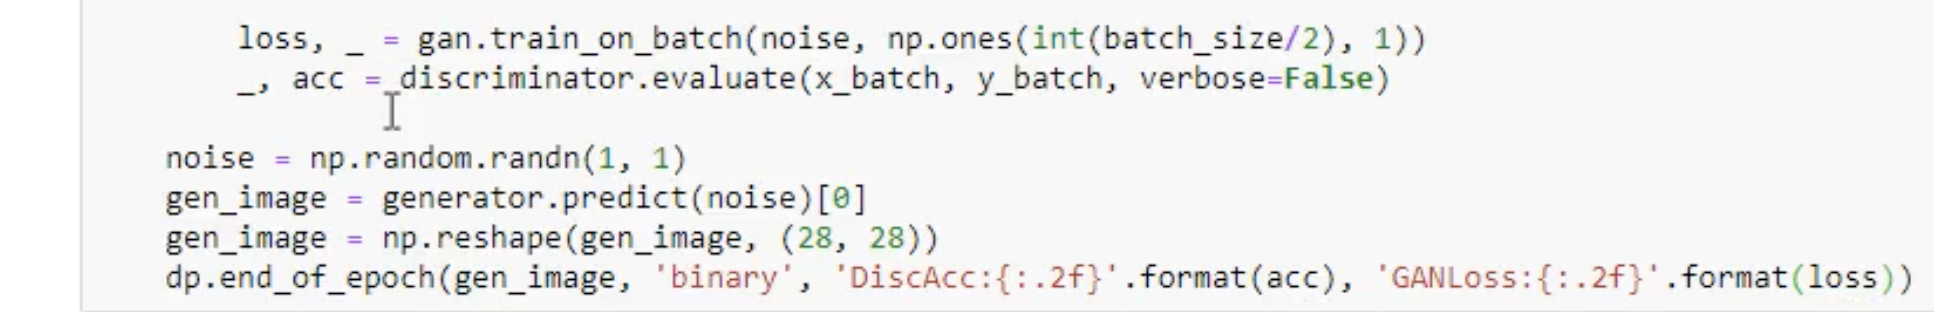 loss, _ = gan.train_on_batch(noise, np.ones(int(batch_size/2), 1))
_, acc = discriminator.evaluate(x_batch, y_batch, verbose=False)
noise = np.random.randn(1, 1)
gen_image = generator.predict(noise)[0]
gen_image = np.reshape(gen_image, (28, 28))
dp.end_of_epoch(gen_image, 'binary', 'DiscAcc:{:.2f}'.format(acc), 'GANLoss:{:.2f}'.format(loss))